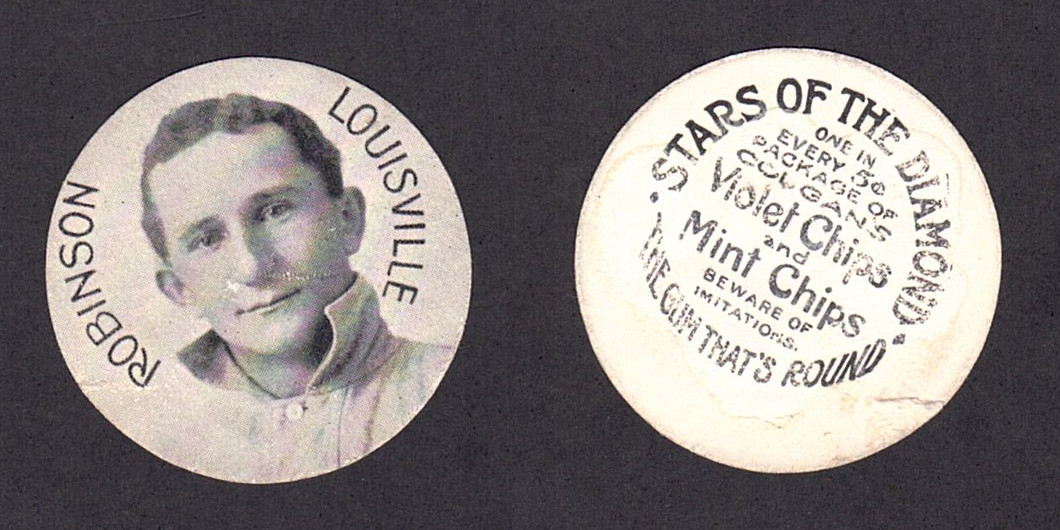 ROBINSON
LOUISVILLE
• STARS OF THE DIAMOND •
ONE IN
EVERY 5¢
PACKAGE OF
COLGAN'S
Violet Chips
and
Mint Chips
BEWARE OF
IMITATIONS.
THE GUM THAT'S ROUND